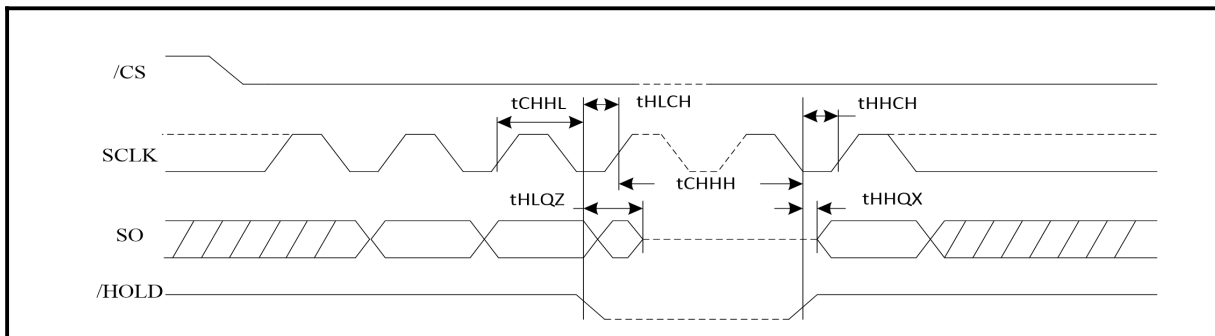 /CS
tCHHL
tHLCH
tHHCH
SCLK
tCHHH
tHLQZ
tHHQX
SO
/HOLD